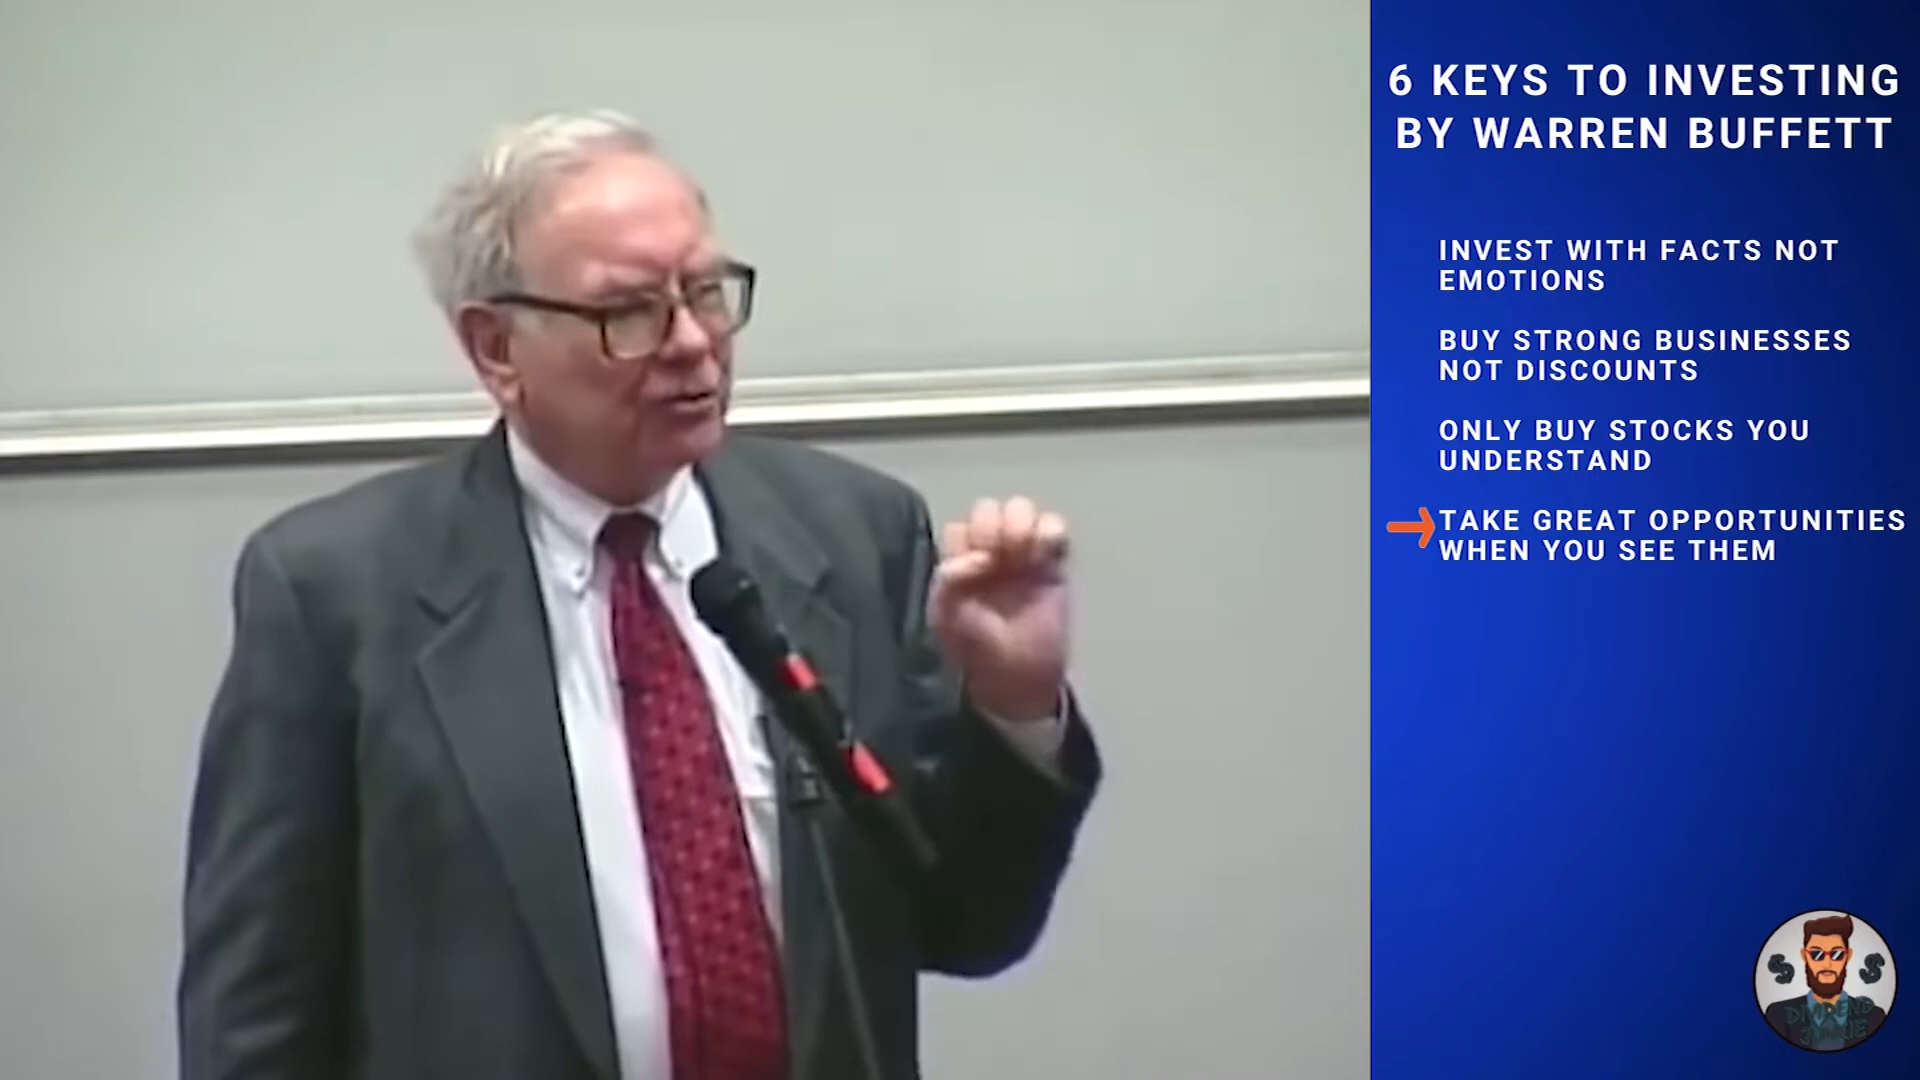 6 KEYS TO INVESTING
BY WARREN BUFFETT
INVEST WITH FACTS NOT
EMOTIONS
BUY STRONG BUSINESSES
NOT DISCOUNTS
ONLY BUY STOCKS YOU
UNDERSTAND
TAKE GREAT OPPORTUNITIES
WHEN YOU SEE THEM
S S
DIVIDEND